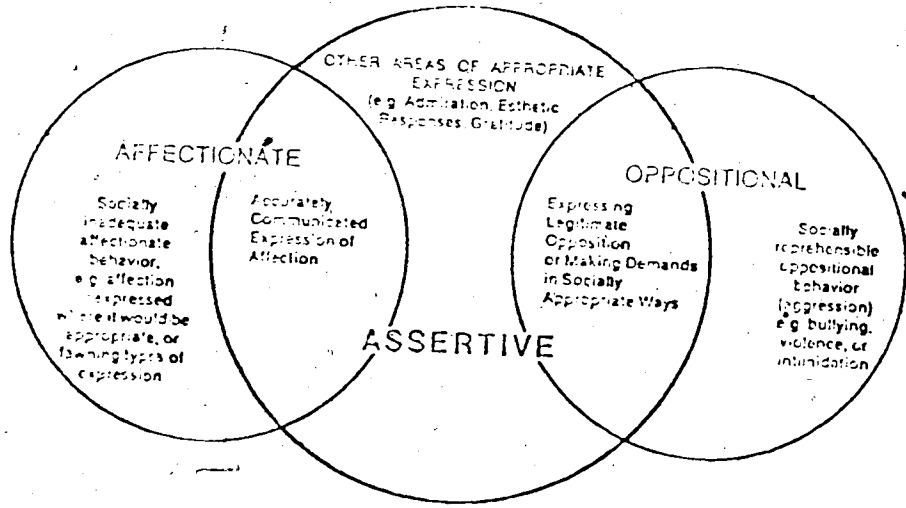 OTHER AREAS OF APPROPRIATE
EXPRESSION
(e.g. Admiration, Esthetic
Responses, Gratitude)
AFFECTIONATE
Socially
inadequate
affectionate
behavior,
e.g. affection
expressed
where it would be
appropriate, or
fawning types of
expression
Accurately
Communicated
Expression of
Affection
ASSERTIVE
OPPOSITIONAL
Expressing
Legitimate
Opposition
or Making Demands
in Socially
Appropriate Ways
Socially
reprehensible
oppositional
behavior
(aggression)
e.g. bullying,
violence, or
intimidation